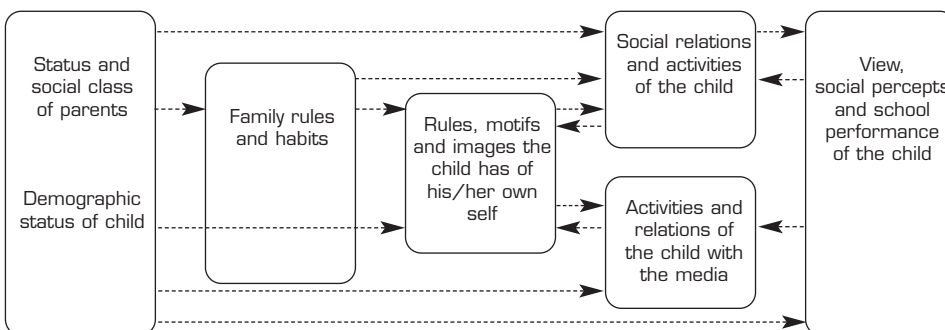 Status and
social class
of parents
Demographic
status of child
Family rules
and habits
Rules, motifs
and images the
child has of
his/her own
self
Social relations
and activities
of the child
Activities and
relations of
the child with
the media
View,
social percepts
and school
performance
of the child